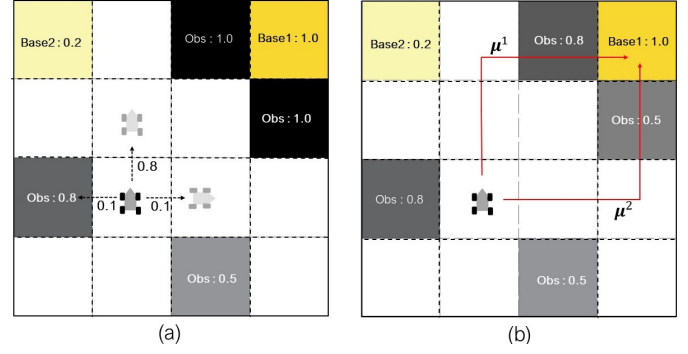 Base2 : 0.2
Obs : 1.0
Base1 : 1.0
Obs : 1.0
0.8
Obs : 0.8
0.1
0.1
Obs : 0.5
(a)
Base2 : 0.2
Obs : 0.8
μ¹
Base1 : 1.0
Obs : 0.5
Obs : 0.8
μ²
Obs : 0.5
(b)